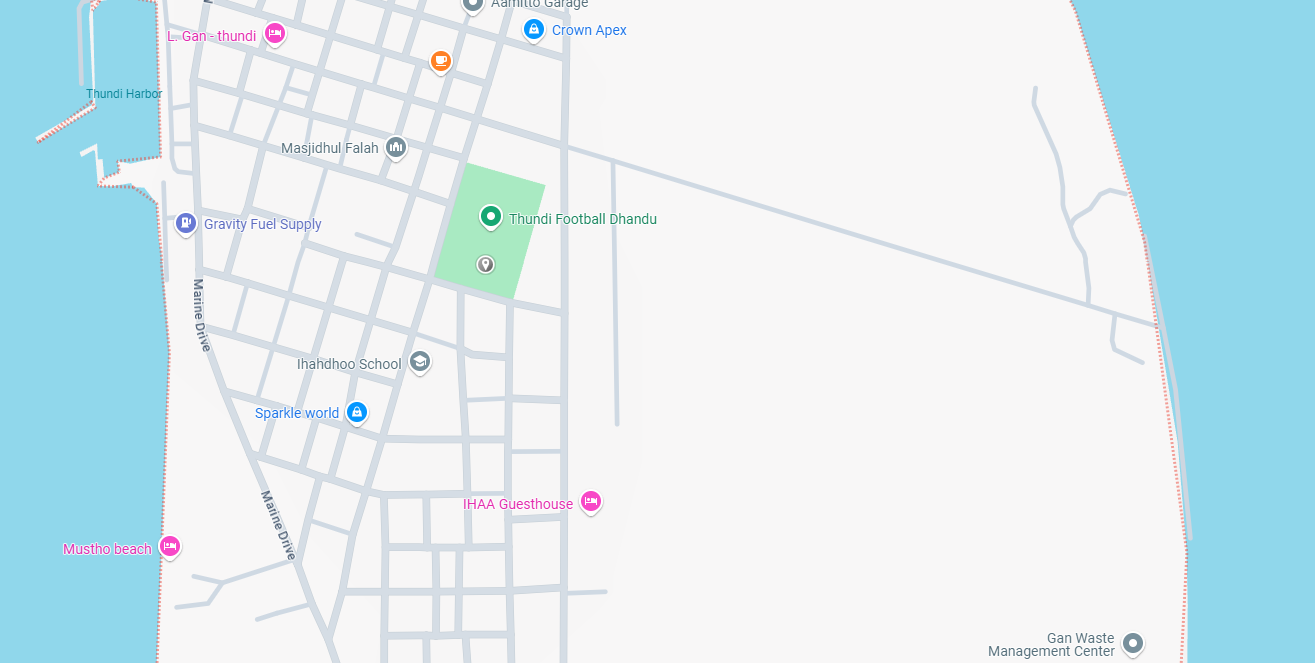 Aamitto Garage
Crown Apex
L. Gan - thundi
Thundi Harbor
Masjidhul Falah
Thundi Football Dhandu
Gravity Fuel Supply
Marine Drive
Ihahdhoo School
Sparkle world
IHAA Guesthouse
Marine Drive
Mustho beach
Gan Waste
Management Center